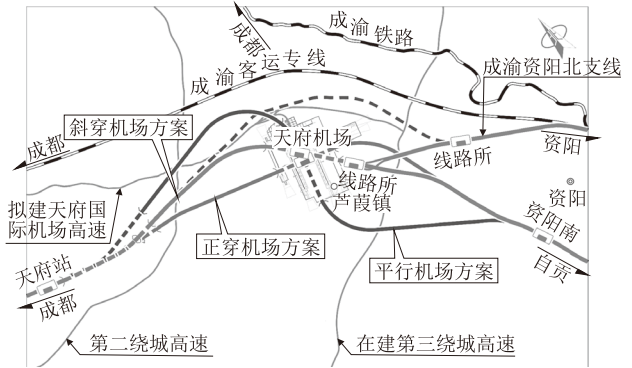 成都
成渝铁路
成渝客运专线
成渝资阳北支线
斜穿机场方案
成都
天府机场
线路所
资阳
拟建天府国
际机场高速
线路所
芦葭镇
资阳
正穿机场方案
资阳南
天府站
平行机场方案
自贡
成都
第二绕城高速
在建第三绕城高速